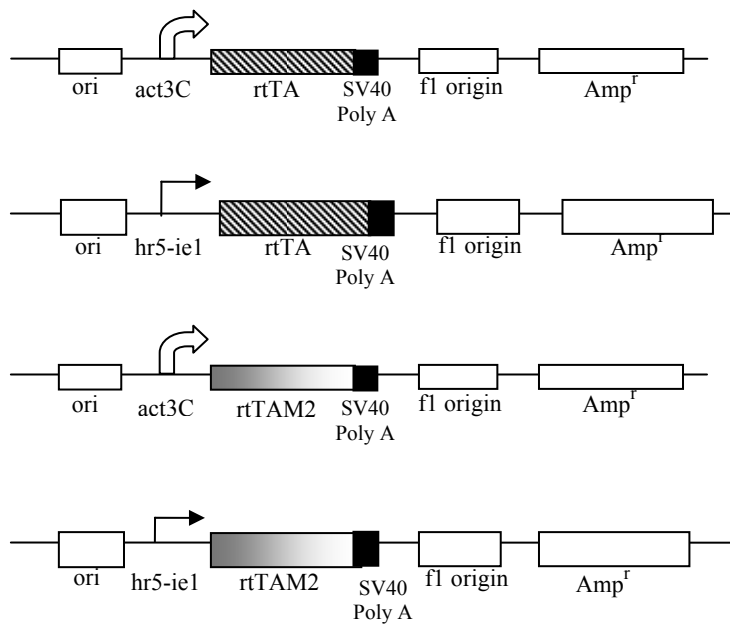 ori act3C rtTA SV40 Poly A f1 origin Amp^r
ori hr5-ie1 rtTA SV40 Poly A f1 origin Amp^r
ori act3C rtTAM2 SV40 Poly A f1 origin Amp^r
ori hr5-ie1 rtTAM2 SV40 Poly A f1 origin Amp^r